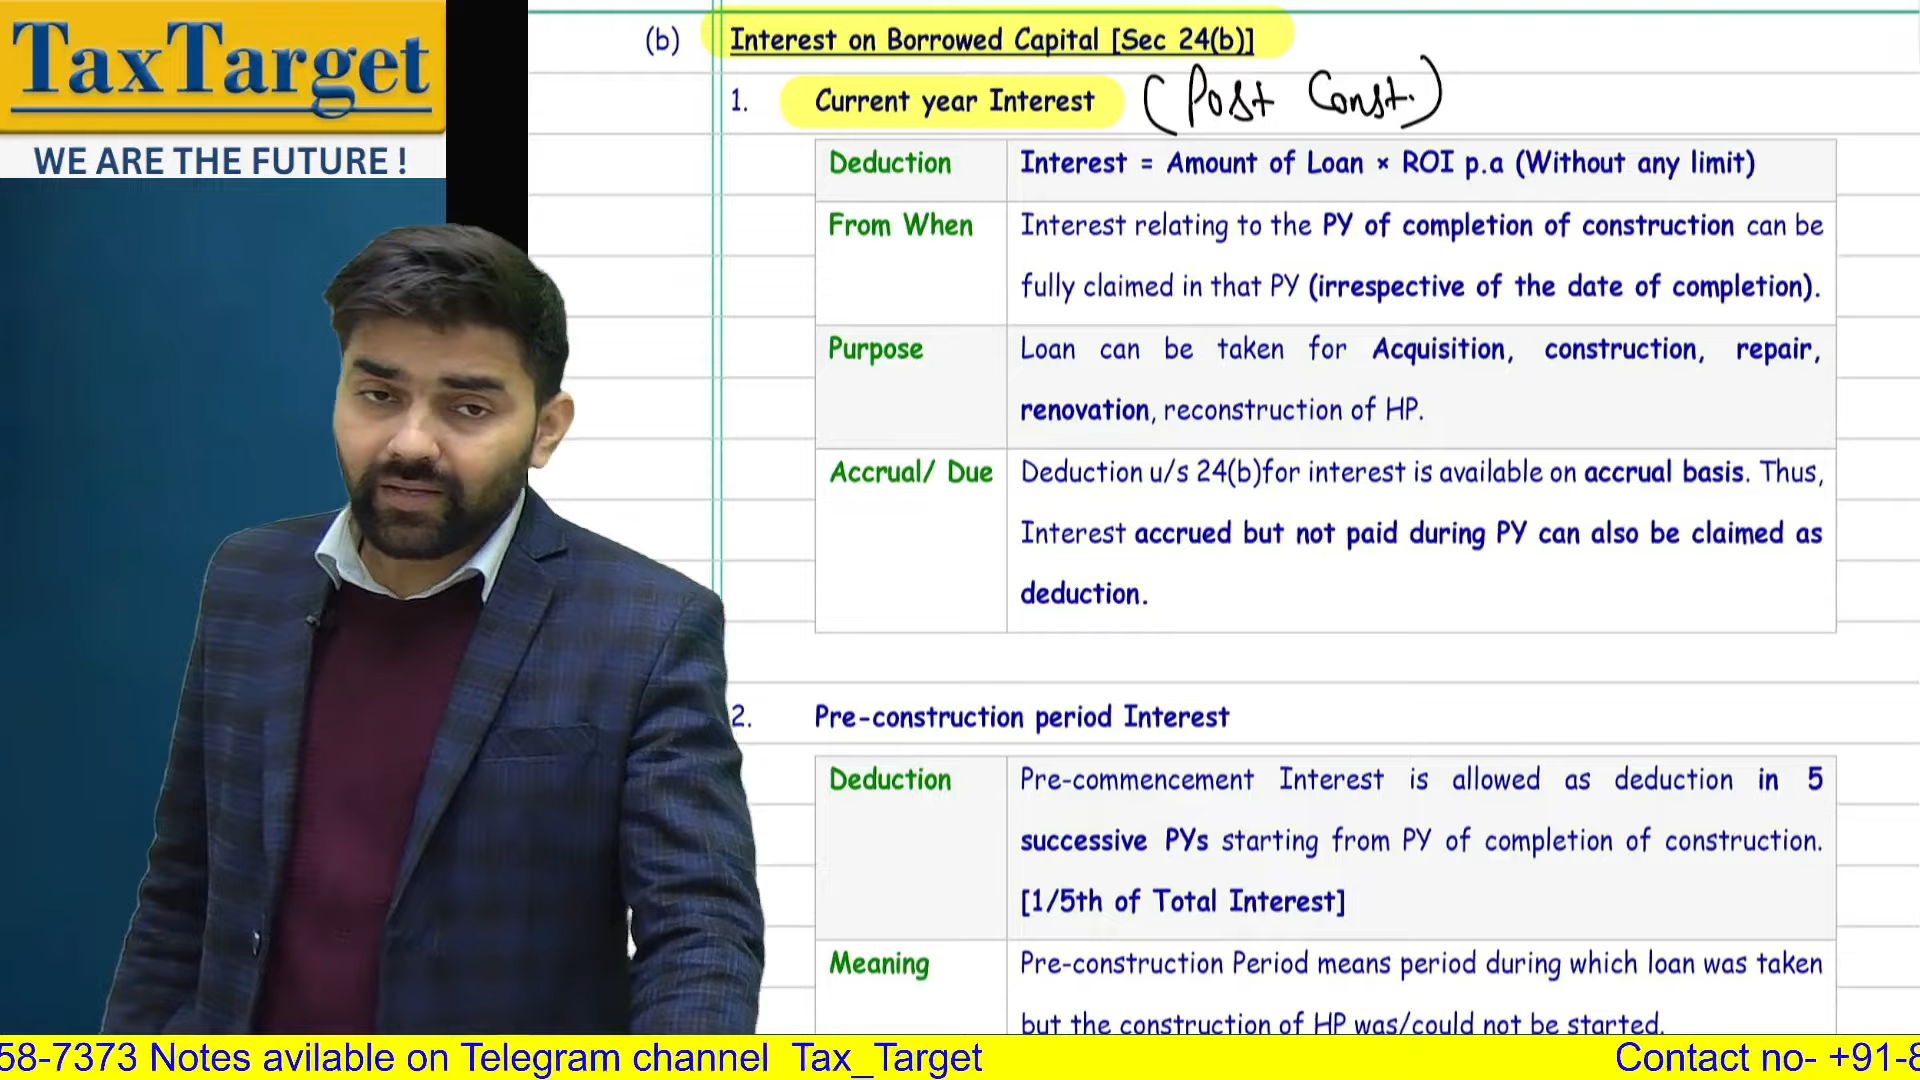 TaxTarget
WE ARE THE FUTURE !
(b) Interest on Borrowed Capital [Sec 24(b)]
1. Current year Interest (Post Const.)
Deduction Interest = Amount of Loan × ROI p.a (Without any limit)
From When Interest relating to the PY of completion of construction can be
fully claimed in that PY (irrespective of the date of completion).
Purpose Loan can be taken for Acquisition, construction, repair,
renovation, reconstruction of HP.
Accrual/ Due Deduction u/s 24(b)for interest is available on accrual basis. Thus,
Interest accrued but not paid during PY can also be claimed as
deduction.
2. Pre-construction period Interest
Deduction Pre-commencement Interest is allowed as deduction in 5
successive PYs starting from PY of completion of construction.
[1/5th of Total Interest]
Meaning Pre-construction Period means period during which loan was taken
but the construction of HP was/could not be started.
58-7373 Notes avilable on Telegram channel Tax_Target Contact no- +91-8